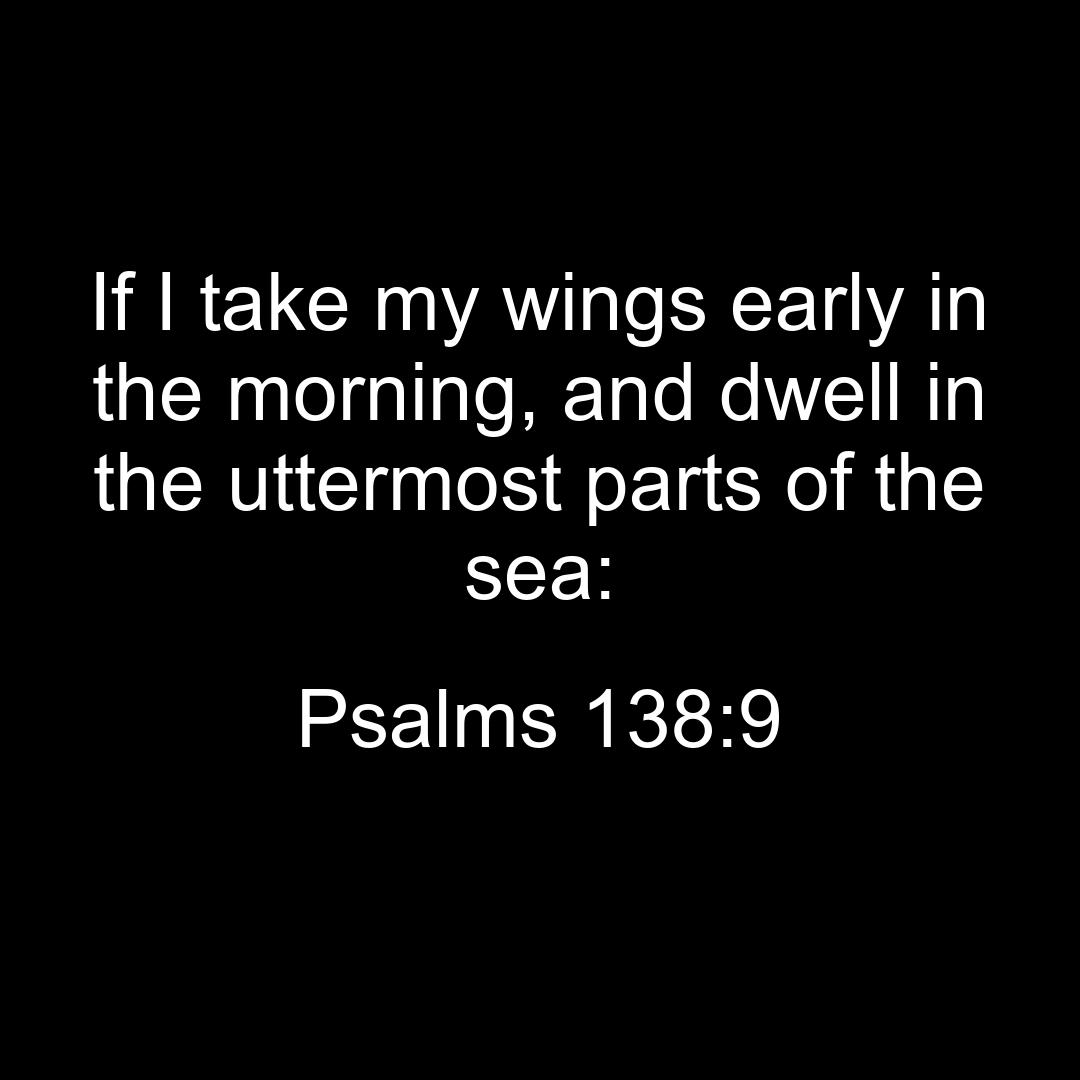 If I take my wings early in
the morning, and dwell in
the uttermost parts of the
sea:
Psalms 138:9